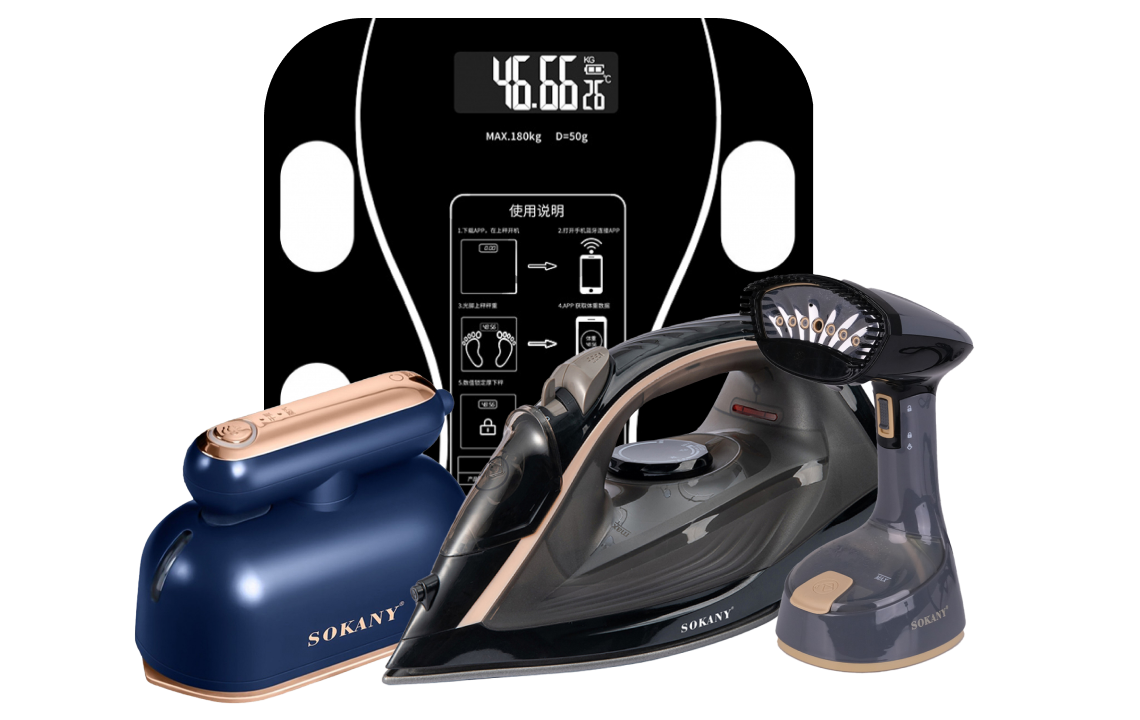 KG
46.66
°C
26
MAX.180kg D=50g
使用说明
1.下载APP，在上秤开机
2.打开手机蓝牙连接APP
3.光脚上秤秤重
4.APP 获取体重数据
5.数值锁定撑下秤
SOKANY
SOKANY
SOKANY
MAX